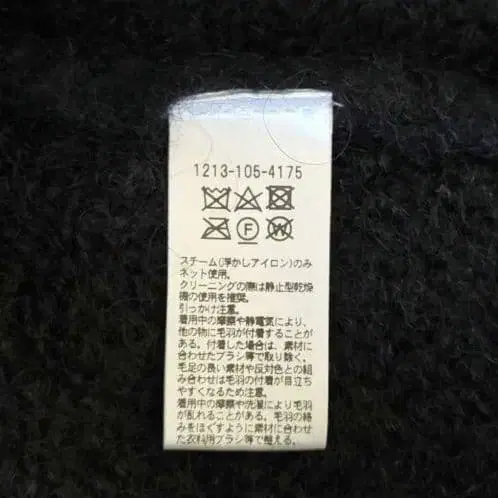 1213-105-4175
F
W
スチーム(浮かしアイロン)のみ
ネット使用。
クリーニングの際は静止型乾燥
機の使用を推奨。
引っかけ注意。
着用中の摩擦や静電気により、
他の物に毛羽が付着することが
ある。付着した場合は、素材に
合わせたブラシ等で取り除く。
毛足の長い素材や反対色との組
み合わせは毛羽の付着が目立ち
やすくなるため注意。
着用中の摩擦や洗濯により毛羽
が乱れることがある。毛羽の絡
みをほぐすように素材に合わせ
た衣料用ブラシ等で整える。